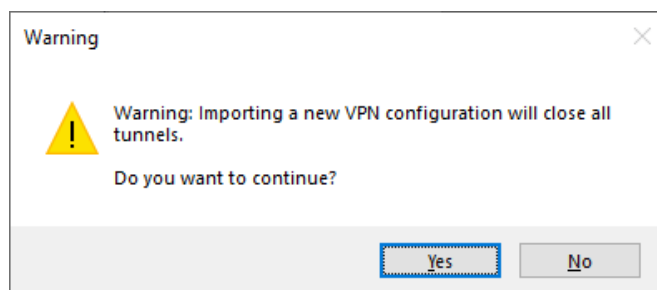 Warning
Warning: Importing a new VPN configuration will close all
tunnels.
Do you want to continue?
Yes
No